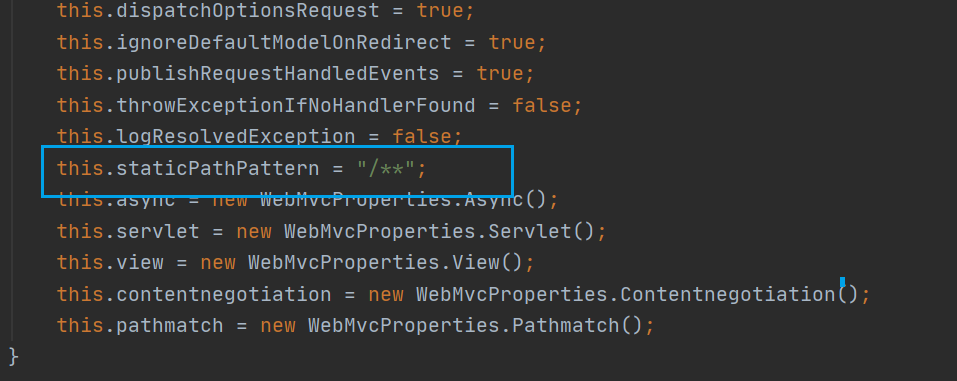 this.dispatchOptionsRequest = true;
this.ignoreDefaultModelOnRedirect = true;
this.publishRequestHandledEvents = true;
this.throwExceptionIfNoHandlerFound = false;
this.logResolvedException = false;
this.staticPathPattern = "/**";
this.async = new WebMvcProperties.Async();
this.servlet = new WebMvcProperties.Servlet();
this.view = new WebMvcProperties.View();
this.contentnegotiation = new WebMvcProperties.Contentnegotiation();
this.pathmatch = new WebMvcProperties.Pathmatch();
}